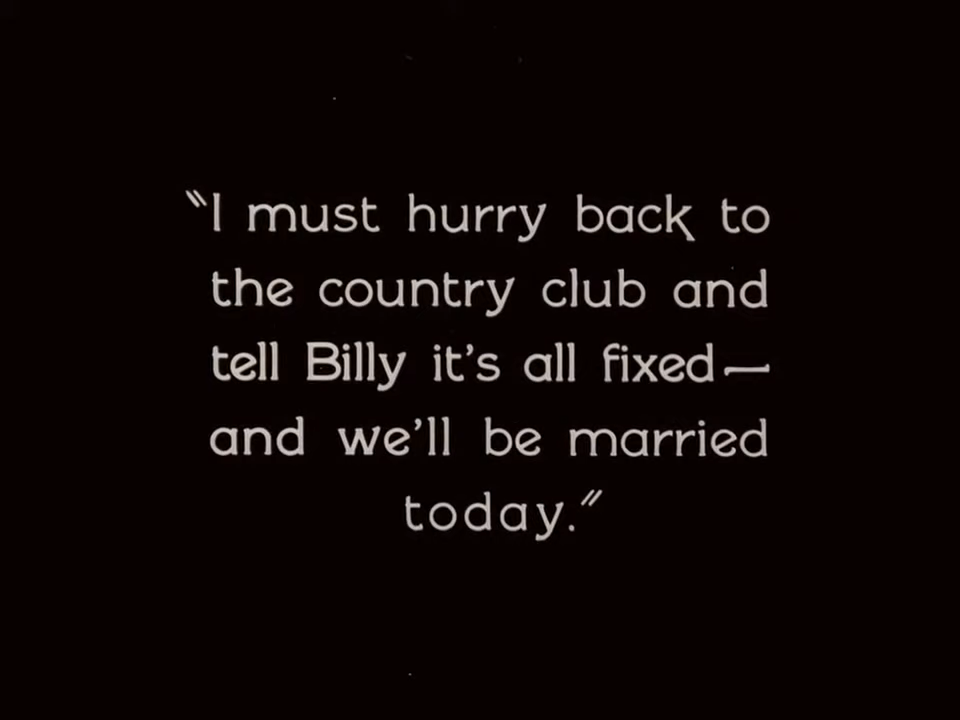 "I must hurry back to
the country club and
tell Billy it's all fixed—
and we'll be married
today."